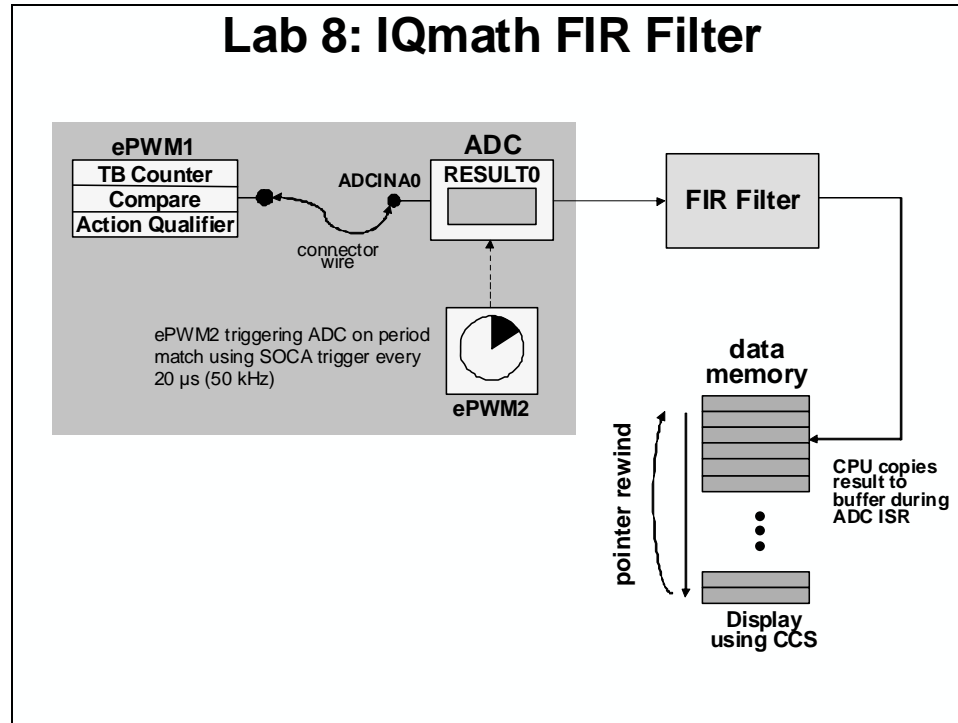 Lab 8: IQmath FIR Filter
ePWM1
TB Counter
Compare
Action Qualifier
connector
wire
ADCINA0
ADC
RESULT0
FIR Filter
ePWM2 triggering ADC on period
match using SOCA trigger every
20 µs (50 kHz)
ePWM2
data
memory
pointer rewind
CPU copies
result to
buffer during
ADC ISR
Display
using CCS